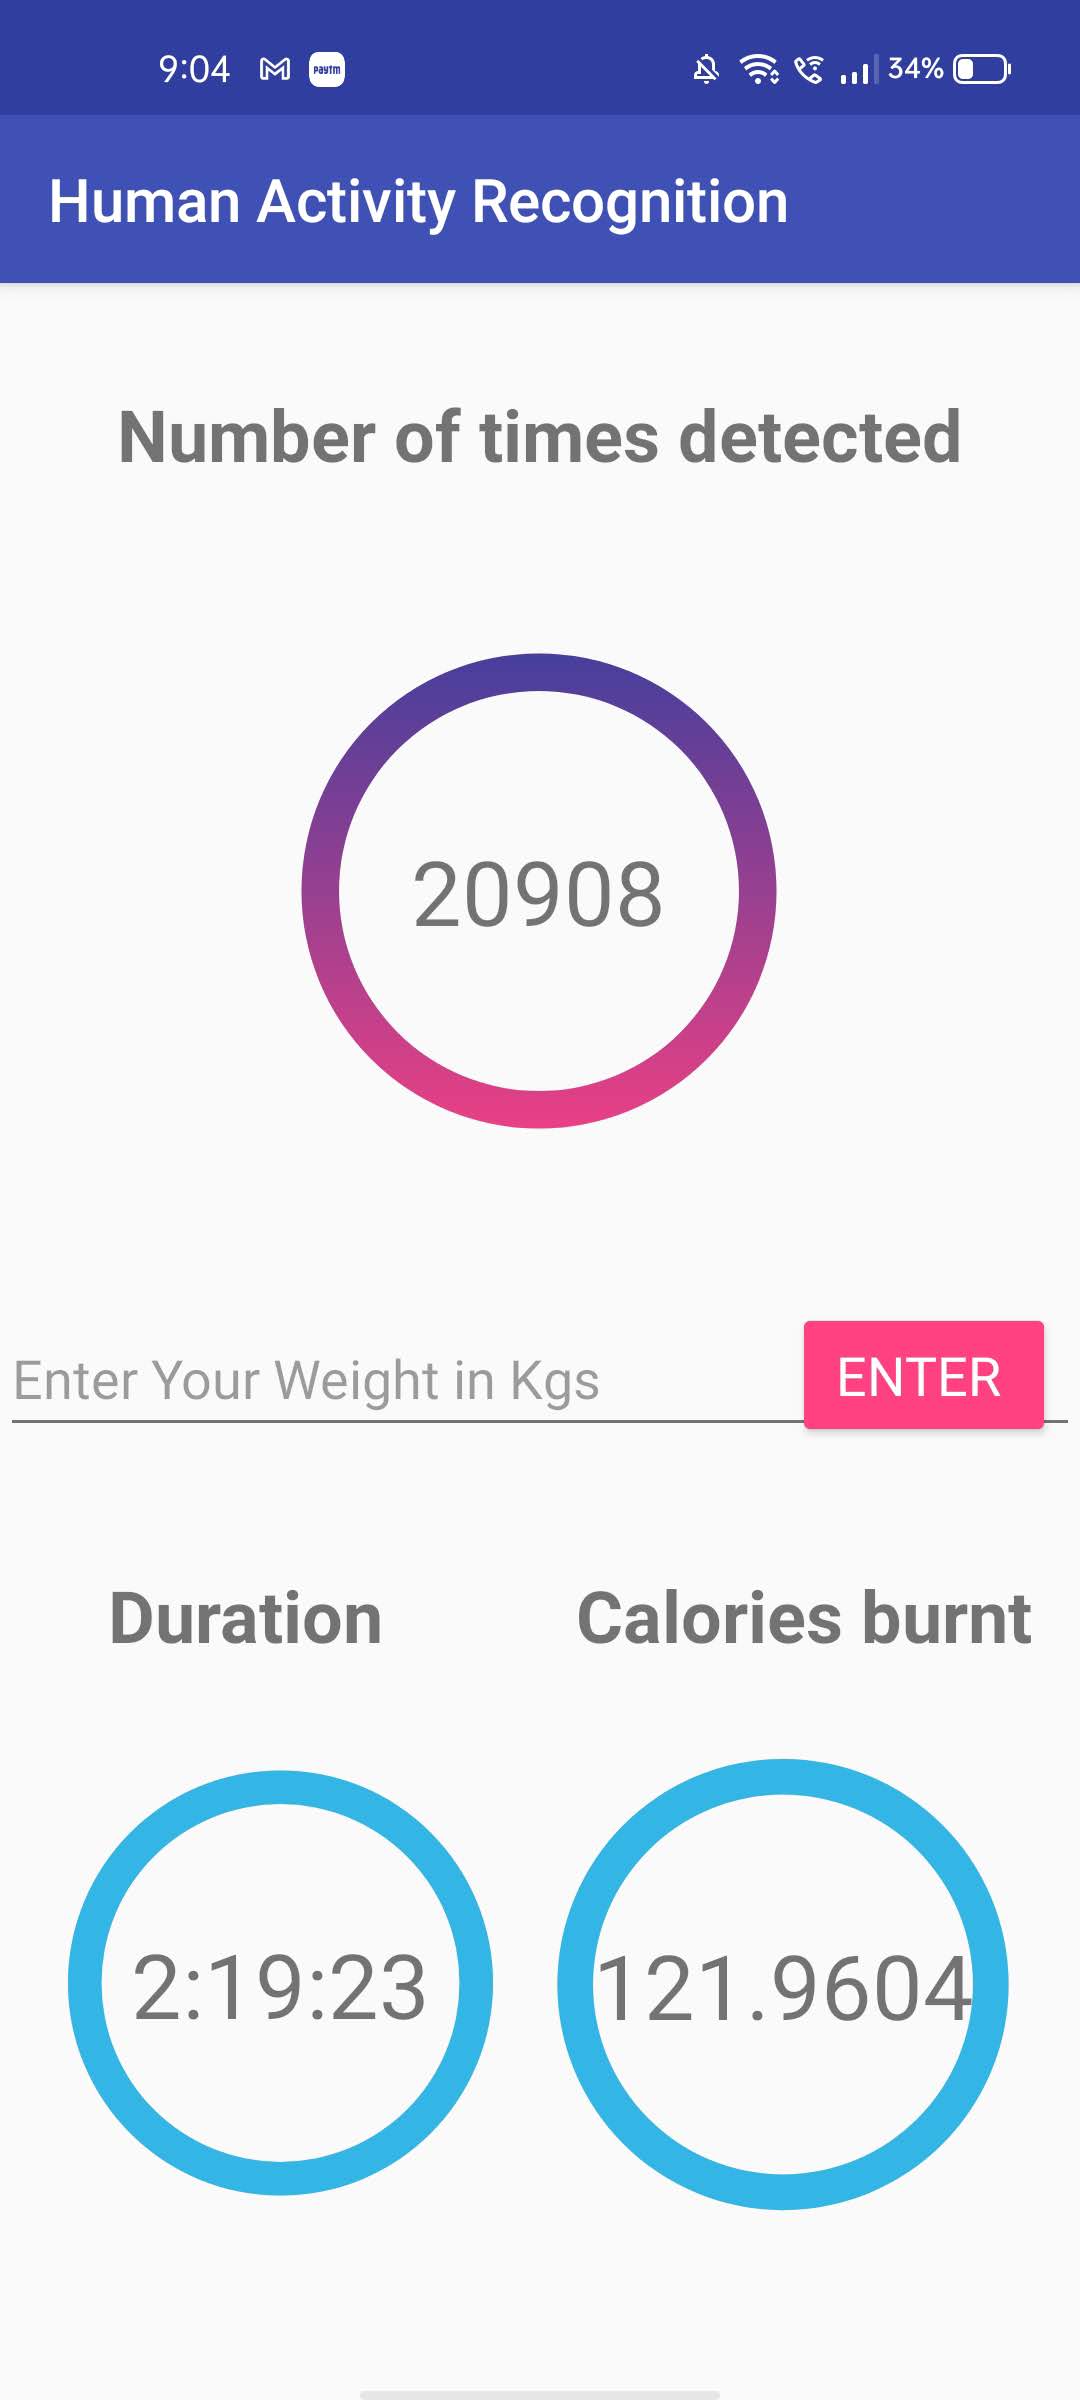 9:04 paytm 34%
Human Activity Recognition
Number of times detected
20908
Enter Your Weight in Kgs ENTER
Duration Calories burnt
2:19:23 121.9604